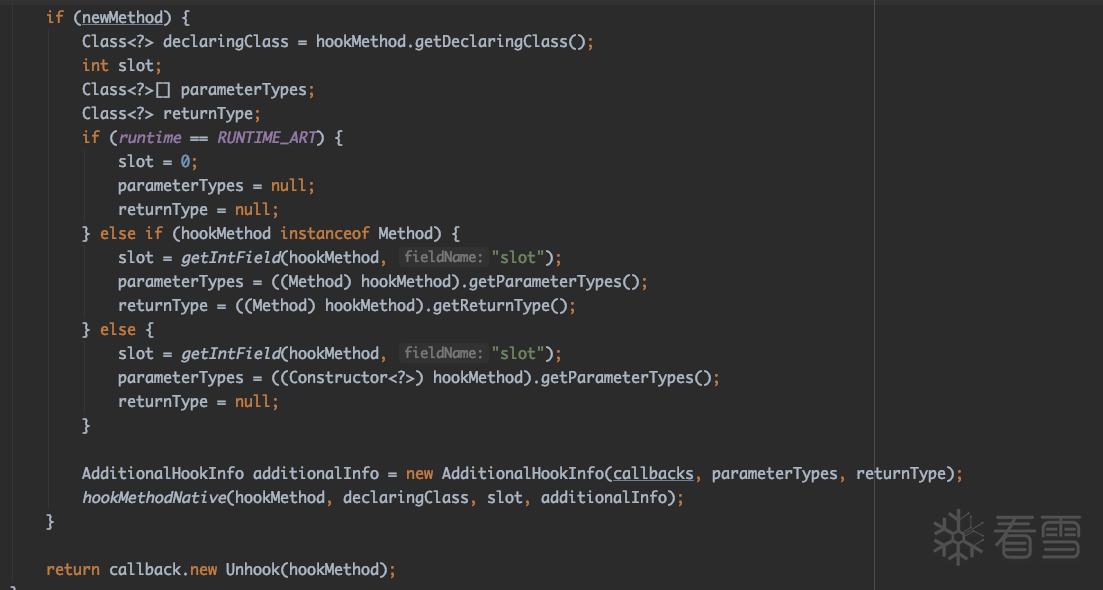 if (newMethod) {
    Class<?> declaringClass = hookMethod.getDeclaringClass();
    int slot;
    Class<?>[] parameterTypes;
    Class<?> returnType;
    if (runtime == RUNTIME_ART) {
        slot = 0;
        parameterTypes = null;
        returnType = null;
    } else if (hookMethod instanceof Method) {
        slot = getIntField(hookMethod, fieldName: "slot");
        parameterTypes = ((Method) hookMethod).getParameterTypes();
        returnType = ((Method) hookMethod).getReturnType();
    } else {
        slot = getIntField(hookMethod, fieldName: "slot");
        parameterTypes = ((Constructor<?>) hookMethod).getParameterTypes();
        returnType = null;
    }
    AdditionalHookInfo additionalInfo = new AdditionalHookInfo(callbacks, parameterTypes, returnType);
    hookMethodNative(hookMethod, declaringClass, slot, additionalInfo);
}
看雪
return callback.new Unhook(hookMethod);